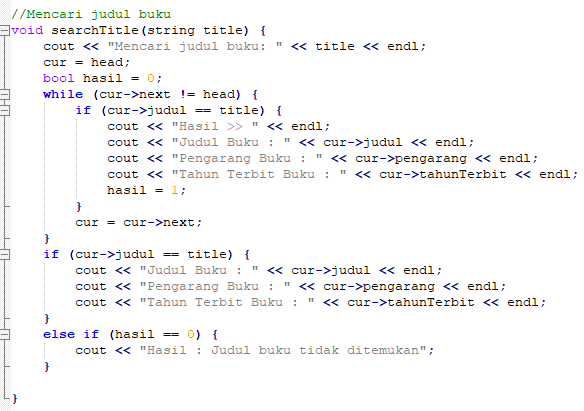 //Mencari judul buku
void searchTitle(string title) {
    cout << "Mencari judul buku: " << title << endl;
    cur = head;
    bool hasil = 0;
    while (cur->next != head) {
        if (cur->judul == title) {
            cout << "Hasil >> " << endl;
            cout << "Judul Buku : " << cur->judul << endl;
            cout << "Pengarang Buku : " << cur->pengarang << endl;
            cout << "Tahun Terbit Buku : " << cur->tahunTerbit << endl;
            hasil = 1;
        }
        cur = cur->next;
    }
    if (cur->judul == title) {
        cout << "Judul Buku : " << cur->judul << endl;
        cout << "Pengarang Buku : " << cur->pengarang << endl;
        cout << "Tahun Terbit Buku : " << cur->tahunTerbit << endl;
    }
    else if (hasil == 0) {
        cout << "Hasil : Judul buku tidak ditemukan";
    }

}